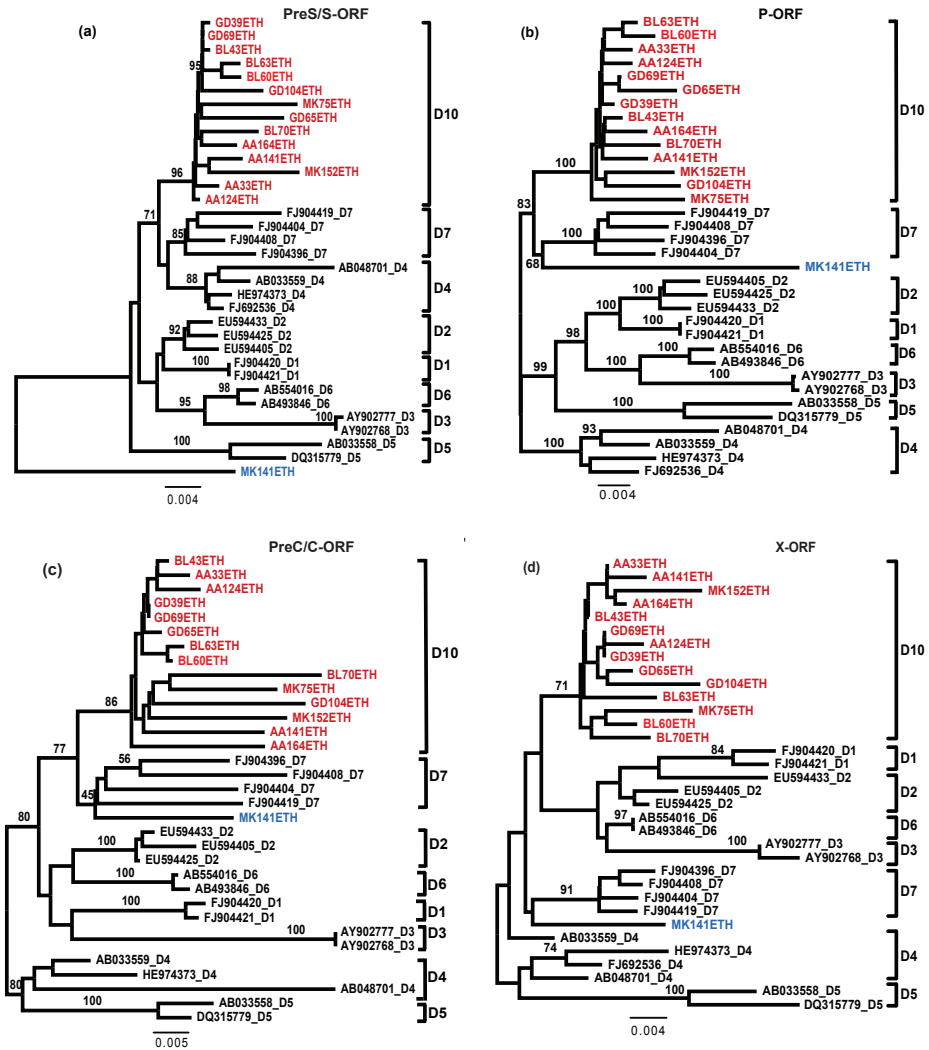 (a)
PreS/S-ORF
GD39ETH
GD69ETH
BL43ETH
95
BL63ETH
BL60ETH
GD104ETH
MK75ETH
GD65ETH
BL70ETH
AA164ETH
AA141ETH
MK152ETH
96
AA33ETH
AA124ETH
D10
71
FJ904419_D7
FJ904404_D7
85
FJ904408_D7
FJ904396_D7
D7
AB048701_D4
88
AB033559_D4
HE974373_D4
FJ692536_D4
D4
EU594433_D2
92
EU594425_D2
EU594405_D2
D2
100
FJ904420_D1
FJ904421_D1
D1
98
AB554016_D6
AB493846_D6
D6
95
100
AY902777_D3
AY902768_D3
D3
100
AB033558_D5
DQ315779_D5
D5
MK141ETH
0.004
(b)
P-ORF
BL63ETH
BL60ETH
AA33ETH
AA124ETH
GD69ETH
GD65ETH
GD39ETH
BL43ETH
AA164ETH
BL70ETH
AA141ETH
100
MK152ETH
GD104ETH
MK75ETH
D10
83
FJ904419_D7
FJ904408_D7
100
FJ904396_D7
FJ904404_D7
D7
68
MK141ETH
EU594405_D2
100
EU594425_D2
EU594433_D2
D2
100
FJ904420_D1
FJ904421_D1
D1
98
100
AB554016_D6
AB493846_D6
D6
100
99
100
AY902777_D3
AY902768_D3
D3
100
AB033558_D5
DQ315779_D5
D5
93
AB048701_D4
100
AB033559_D4
HE974373_D4
FJ692536_D4
D4
0.004
(c)
PreC/C-ORF
BL43ETH
AA33ETH
AA124ETH
GD39ETH
GD69ETH
GD65ETH
BL63ETH
BL60ETH
BL70ETH
MK75ETH
86
GD104ETH
MK152ETH
AA141ETH
AA164ETH
D10
77
56
FJ904396_D7
FJ904408_D7
FJ904404_D7
45
FJ904419_D7
D7
MK141ETH
80
EU594433_D2
100
EU594405_D2
EU594425_D2
D2
100
AB554016_D6
AB493846_D6
D6
100
FJ904420_D1
FJ904421_D1
D1
100
AY902777_D3
AY902768_D3
D3
AB033559_D4
HE974373_D4
80
AB048701_D4
D4
100
AB033558_D5
DQ315779_D5
D5
0.005
(d)
X-ORF
AA33ETH
AA141ETH
MK152ETH
AA164ETH
BL43ETH
GD69ETH
AA124ETH
GD39ETH
GD65ETH
GD104ETH
71
BL63ETH
MK75ETH
BL60ETH
BL70ETH
D10
84
FJ904420_D1
FJ904421_D1
D1
EU594433_D2
EU594405_D2
EU594425_D2
D2
97
AB554016_D6
AB493846_D6
D6
100
AY902777_D3
AY902768_D3
D3
FJ904396_D7
91
FJ904408_D7
FJ904404_D7
FJ904419_D7
D7
MK141ETH
AB033559_D4
74
HE974373_D4
FJ692536_D4
AB048701_D4
D4
100
AB033558_D5
DQ315779_D5
D5
0.004